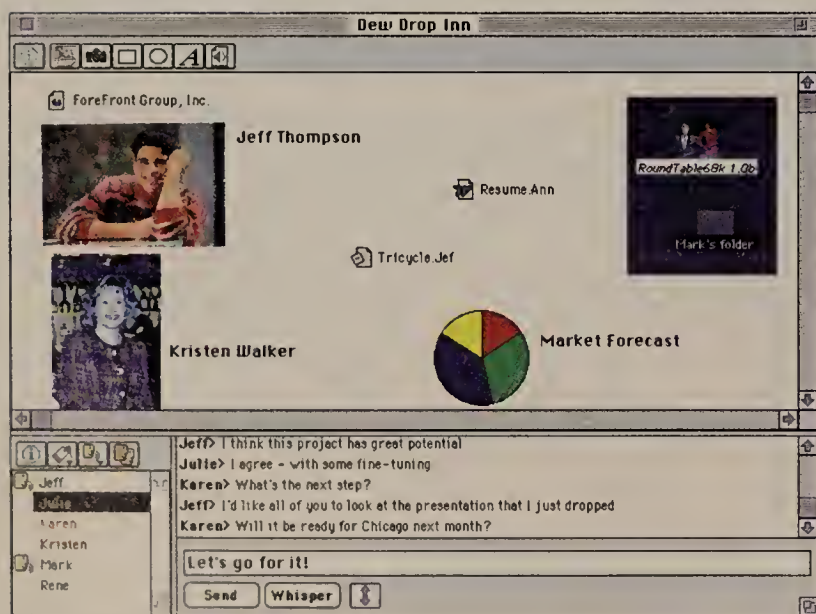 Dew Drop Inn
A
ForeFront Group, Inc.
Jeff Thompson
RoundTable68k 1.0b
Resume.Ann
Mark's folder
Tricycle.Jef
Kristen Walker
Market Forecast
Jeff> I think this project has great potential
Julie> I agree - with some fine-tuning
Karen> What's the next step?
Jeff> I'd like all of you to look at the presentation that I just dropped
Karen> Will it be ready for Chicago next month?
Jeff
Julie
Karen
Kristen
Mark
Rene
Let's go for it!
Send
Whisper